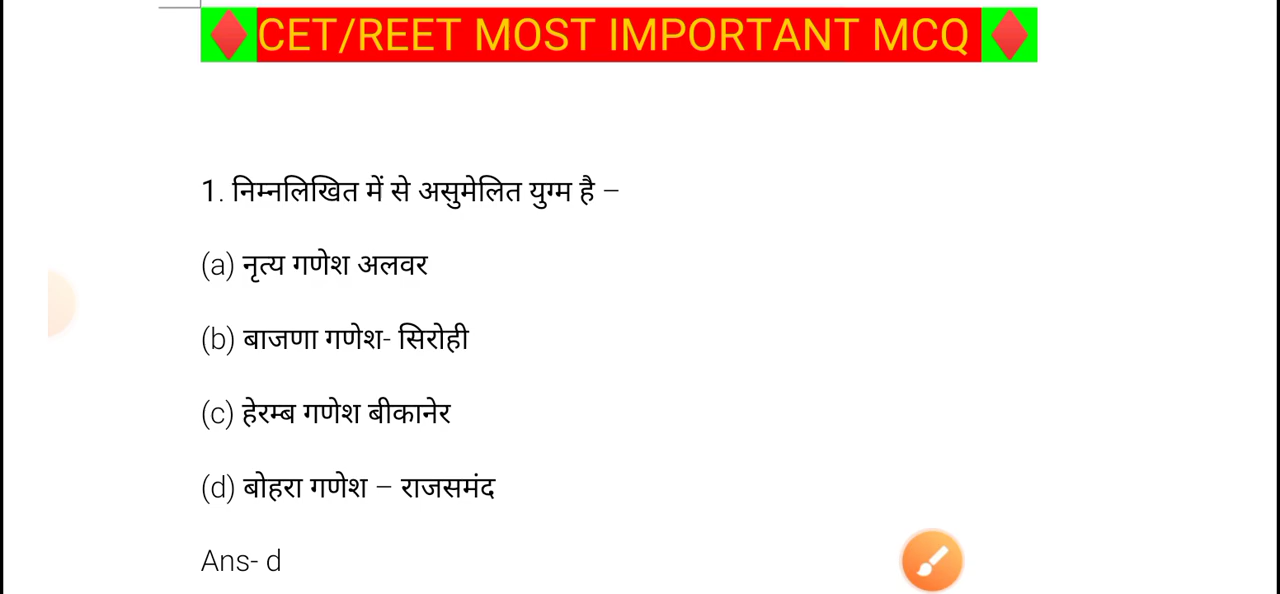 ♦️CET/REET MOST IMPORTANT MCQ ♦️
1. निम्नलिखित में से असुमेलित युग्म है –
(a) नृत्य गणेश अलवर
(b) बाजणा गणेश- सिरोही
(c) हेरम्ब गणेश बीकानेर
(d) बोहरा गणेश – राजसमंद
Ans- d